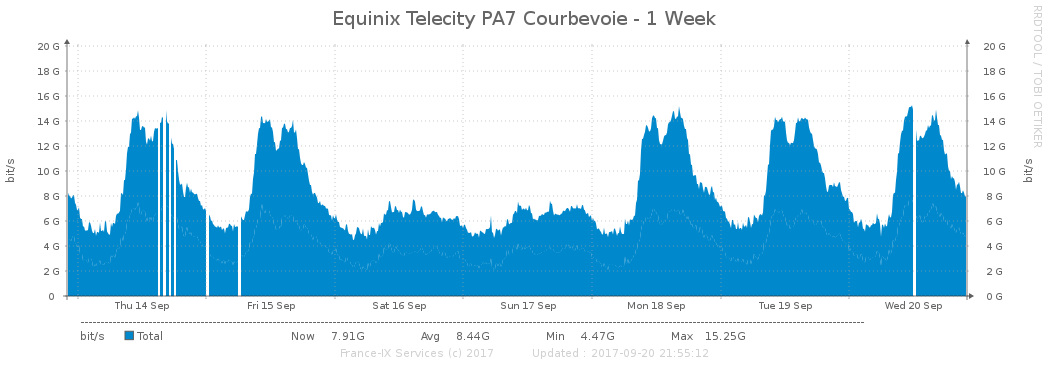 Equinix Telecity PA7 Courbevoie - 1 Week
RRDTOOL / TOBI OETIKER
bit/s
20 G 20 G
18 G 18 G
16 G 16 G
14 G 14 G
12 G 12 G
10 G 10 G
8 G 8 G
6 G 6 G
4 G 4 G
2 G 2 G
0 0 G
bit/s
Thu 14 Sep Fri 15 Sep Sat 16 Sep Sun 17 Sep Mon 18 Sep Tue 19 Sep Wed 20 Sep
bit/s Total Now 7.91G Avg 8.44G Min 4.47G Max 15.25G
France-IX Services (c) 2017 Updated : 2017-09-20 21:55:12